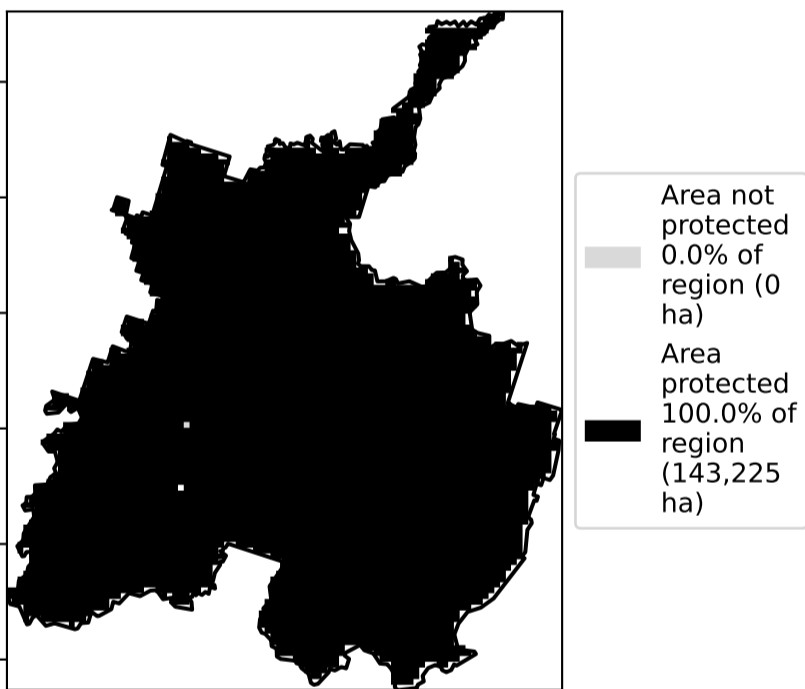 Area not
protected
0.0% of
region (0
ha)
Area
protected
100.0% of
region
(143,225
ha)